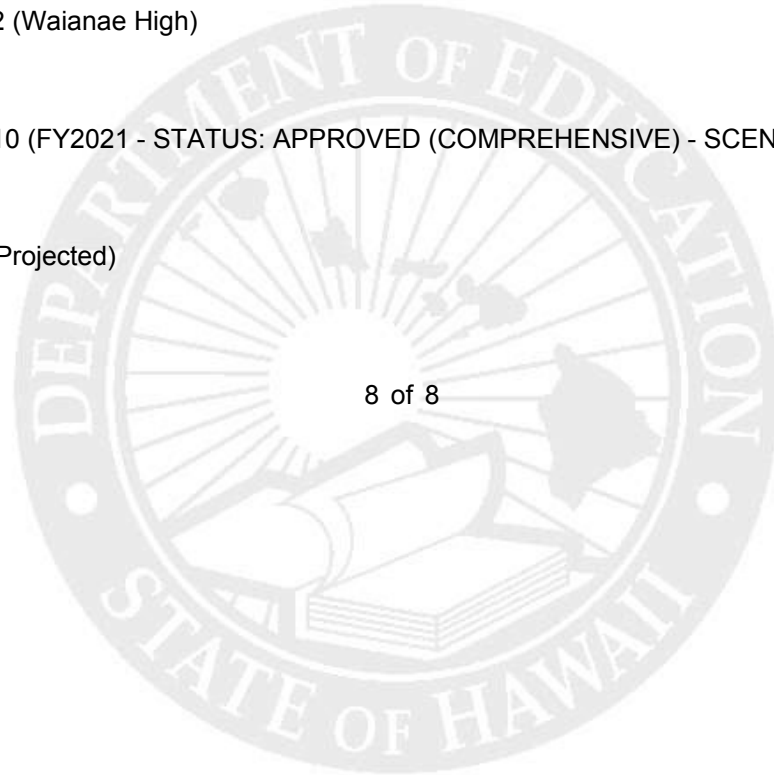 2 (Waianae High)
DEPARTMENT OF EDUCATION
10 (FY2021 - STATUS: APPROVED (COMPREHENSIVE) - SCEN
Projected)
8 of 8
STATE OF HAWAII